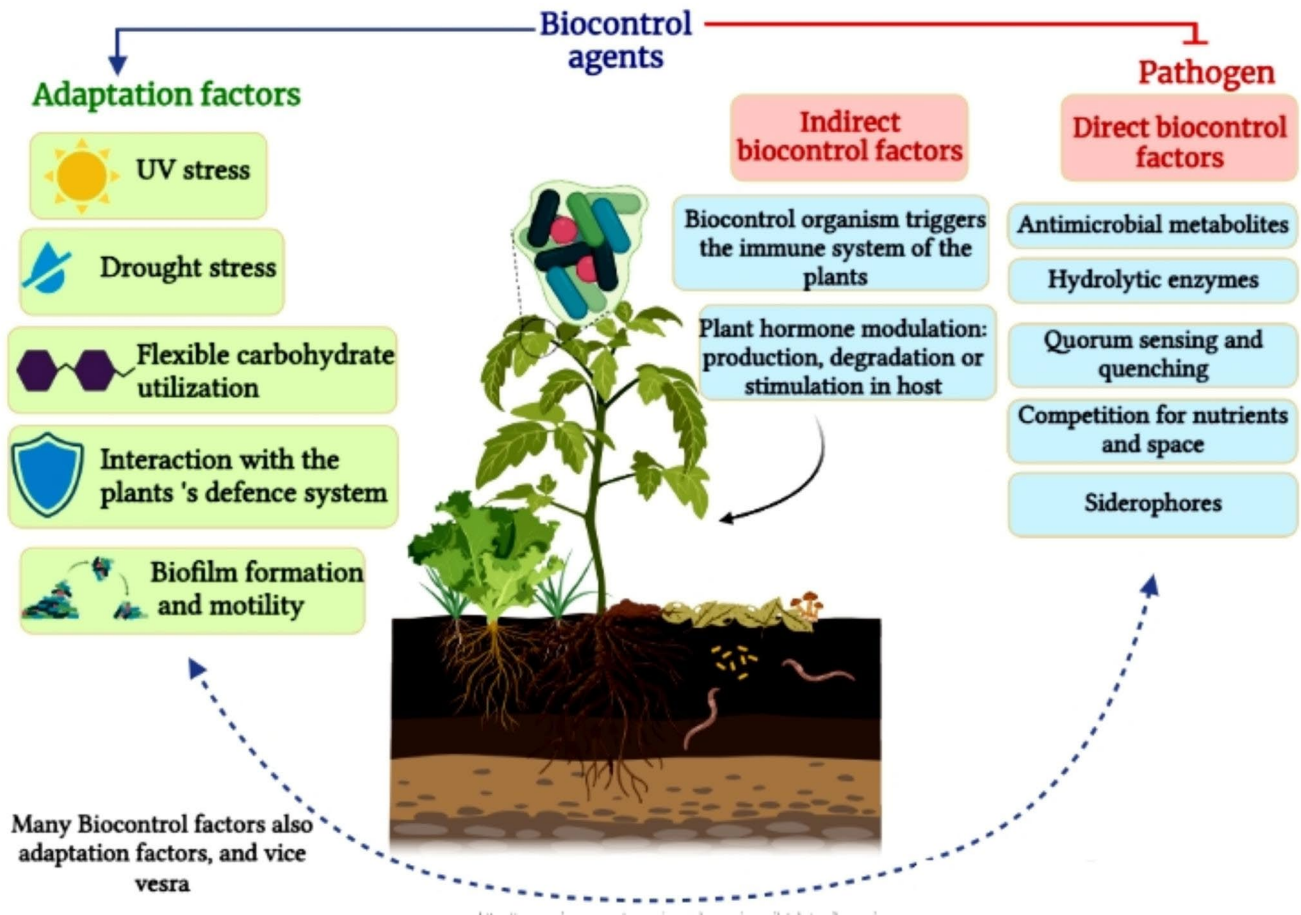 Biocontrol
agents
Adaptation factors
UV stress
Drought stress
Flexible carbohydrate
utilization
Interaction with the
plants 's defence system
Biofilm formation
and motility
Many Biocontrol factors also
adaptation factors, and vice
vesra
Indirect
biocontrol factors
Biocontrol organism triggers
the immune system of the
plants
Plant hormone modulation:
production, degradation or
stimulation in host
Pathogen
Direct biocontrol
factors
Antimicrobial metabolites
Hydrolytic enzymes
Quorum sensing and
quenching
Competition for nutrients
and space
Siderophores